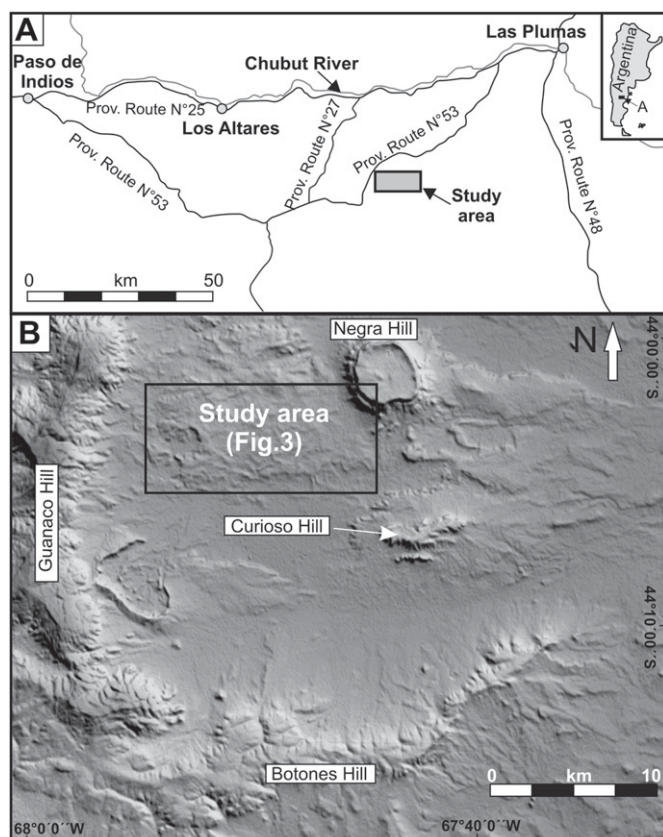 A
Las Plumas
Paso de
Indios
Chubut River
Argentina
A
Prov. Route N°25
Los Altares
Prov. Route N°27
Prov. Route N°53
Prov. Route N°53
Study
area
Prov. Route N°48
0 km 50
B
Negra Hill
N
44°00´00´´S
Study area
(Fig.3)
Guanaco Hill
Curioso Hill
44°10´00´´S
Botones Hill
0 km 10
68°0´0´´W
67°40´0´´W